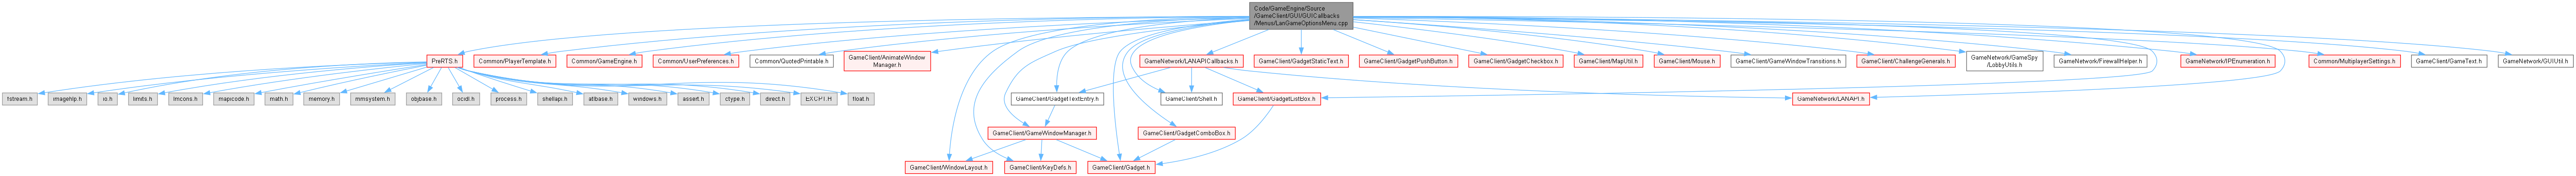 Code/GameEngine/Source
/GameClient/GUI/GUICallbacks
/Menus/LanGameOptionsMenu.cpp
PreRTS.h
Common/PlayerTemplate.h
Common/GameEngine.h
Common/UserPreferences.h
Common/QuotedPrintable.h
GameClient/AnimateWindow
Manager.h
GameNetwork/LANAPICallbacks.h
GameClient/GadgetStaticText.h
GameClient/GadgetPushButton.h
GameClient/GadgetCheckbox.h
GameClient/MapUtil.h
GameClient/Mouse.h
GameClient/GameWindowTransitions.h
GameClient/ChallengeGenerals.h
GameNetwork/GameSpy
/LobbyUtils.h
GameNetwork/FirewallHelper.h
GameNetwork/IPEnumeration.h
Common/MultiplayerSettings.h
GameClient/GameText.h
GameNetwork/GUIUtil.h
fstream.h
imagehlp.h
io.h
limits.h
lmcons.h
mapicode.h
math.h
memory.h
mmsystem.h
objbase.h
ocidl.h
process.h
shellapi.h
atlbase.h
windows.h
assert.h
ctype.h
direct.h
EXCPT.H
float.h
GameClient/GadgetTextEntry.h
GameClient/Shell.h
GameClient/GadgetListBox.h
GameNetwork/LANAPI.h
GameClient/GameWindowManager.h
GameClient/GadgetComboBox.h
GameClient/WindowLayout.h
GameClient/KeyDefs.h
GameClient/Gadget.h